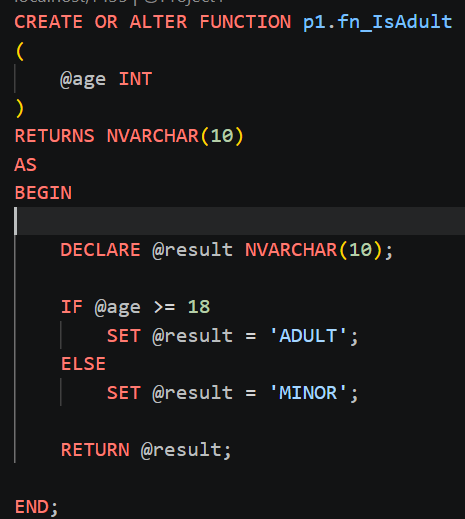 CREATE OR ALTER FUNCTION p1.fn_IsAdult
(
    @age INT
)
RETURNS NVARCHAR(10)
AS
BEGIN

    DECLARE @result NVARCHAR(10);

    IF @age >= 18
        SET @result = 'ADULT';
    ELSE
        SET @result = 'MINOR';

    RETURN @result;

END;